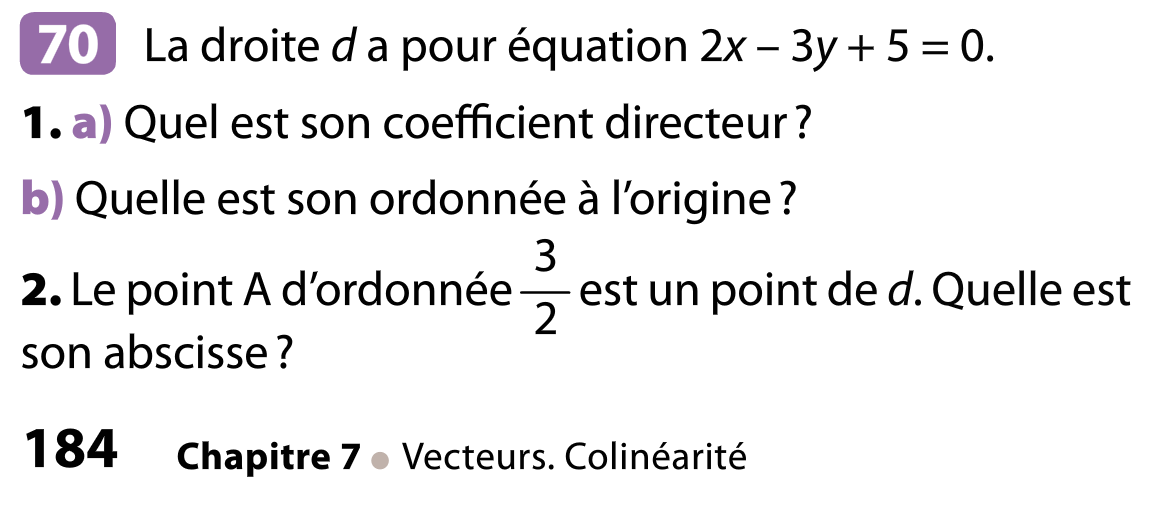 70 La droite d a pour équation 2x – 3y + 5 = 0.
1. a) Quel est son coefficient directeur ?
b) Quelle est son ordonnée à l’origine ?
2. Le point A d’ordonnée 3/2 est un point de d. Quelle est
son abscisse ?
184 Chapitre 7 ● Vecteurs. Colinéarité